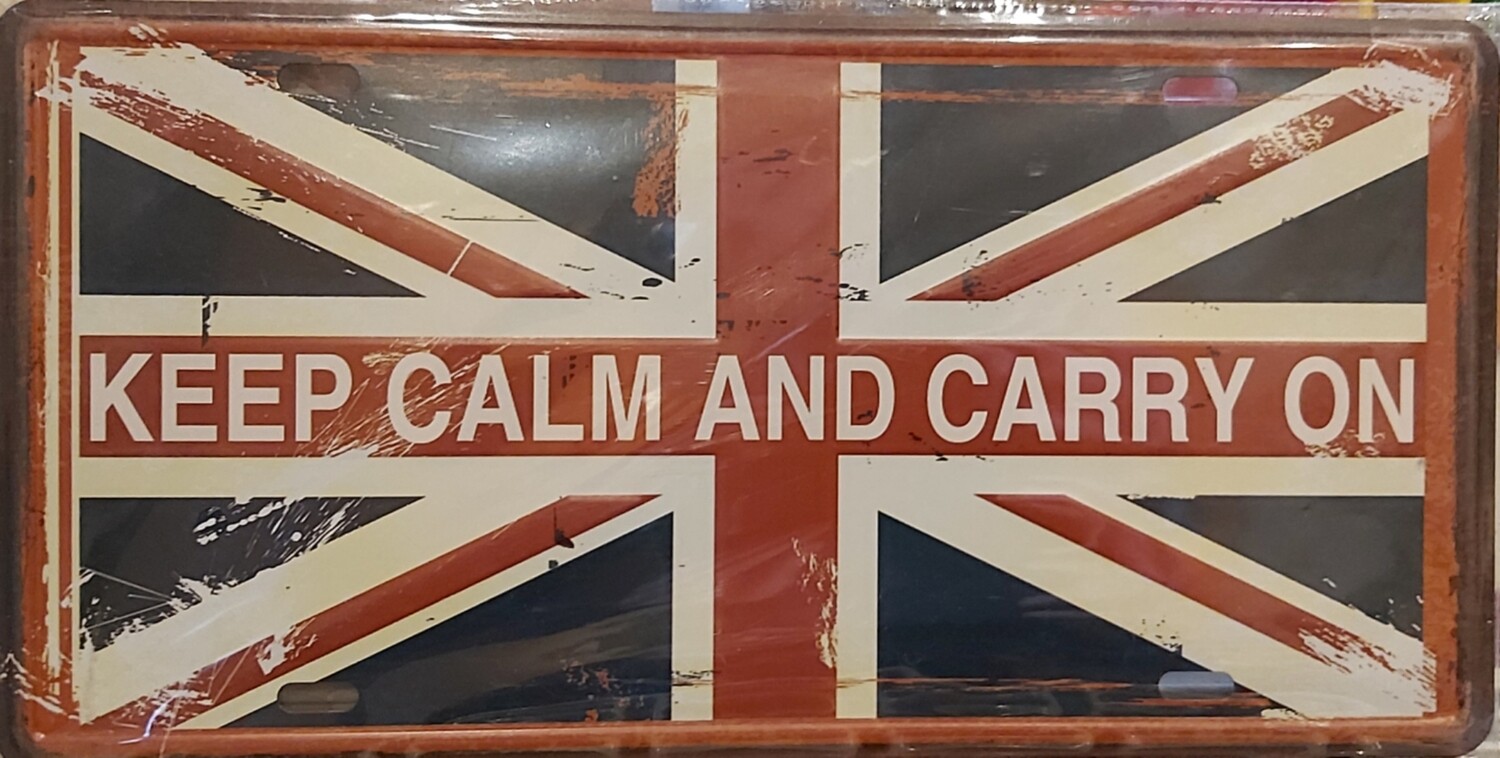 KEEP CALM AND CARRY ON